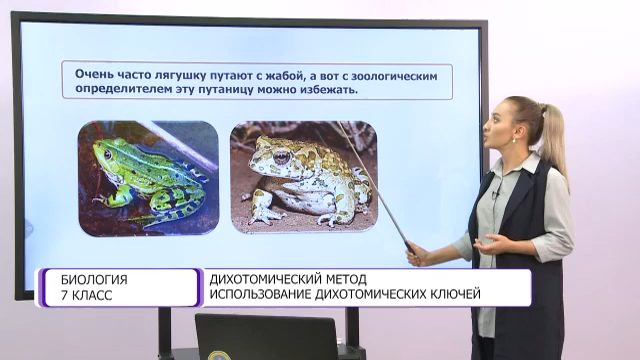 Очень часто лягушку путают с жабой, а вот с зоологическим
определителем эту путаницу можно избежать.
БИОЛОГИЯ
7 КЛАСС
ДИХОТОМИЧЕСКИЙ МЕТОД
ИСПОЛЬЗОВАНИЕ ДИХОТОМИЧЕСКИХ КЛЮЧЕЙ